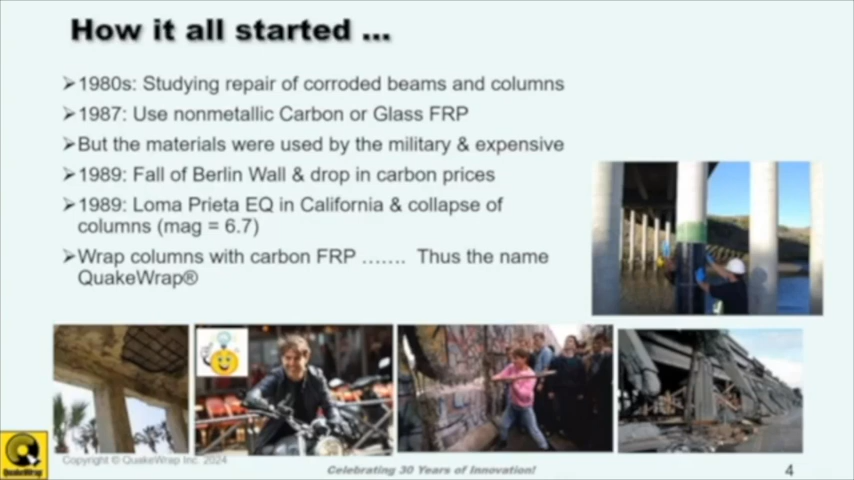 How it all started ...
➢1980s: Studying repair of corroded beams and columns
➢1987: Use nonmetallic Carbon or Glass FRP
➢But the materials were used by the military & expensive
➢1989: Fall of Berlin Wall & drop in carbon prices
➢1989: Loma Prieta EQ in California & collapse of
columns (mag = 6.7)
➢Wrap columns with carbon FRP ....... Thus the name
QuakeWrap®
QuakeWrap
Copyright © QuakeWrap Inc. 2024
Celebrating 30 Years of Innovation!
4